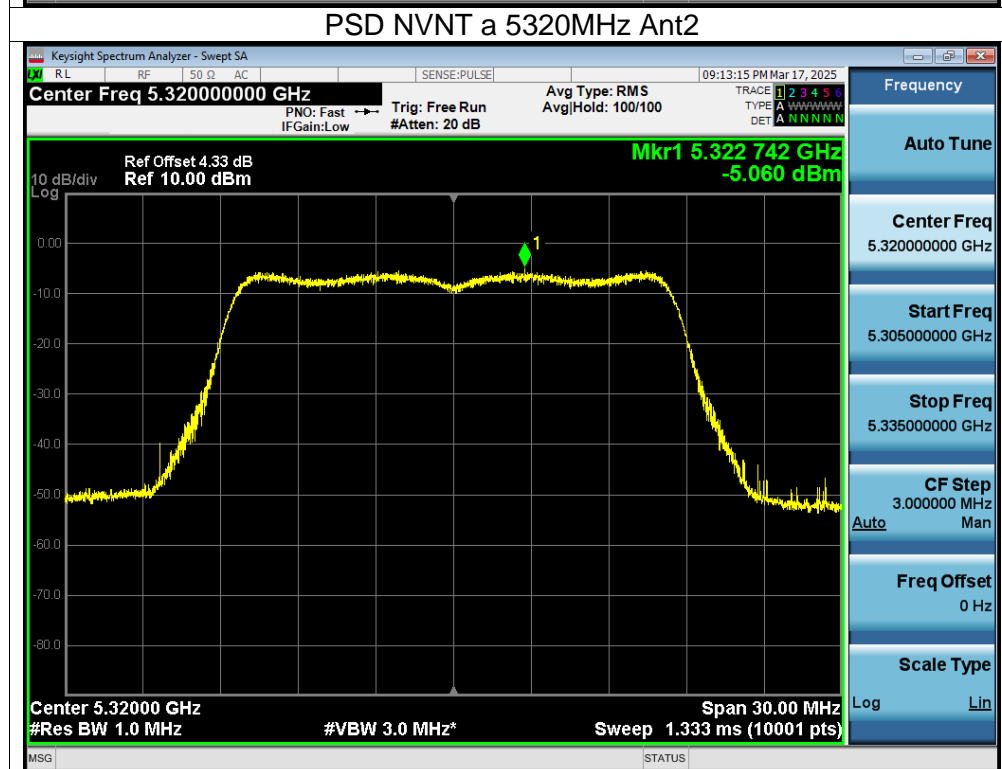 PSD NVNT a 5320MHz Ant2
Keysight Spectrum Analyzer - Swept SA
LXI RL RF 50 Ω AC SENSE:PULSE 09:13:15 PM Mar 17, 2025
Center Freq 5.320000000 GHz
PNO: Fast
IFGain:Low
Trig: Free Run
#Atten: 20 dB
Avg Type: RMS
Avg|Hold: 100/100
TRACE 1 2 3 4 5 6
TYPE A WWWWW
DET A N N N N N
Frequency
Auto Tune
Center Freq
5.320000000 GHz
Start Freq
5.305000000 GHz
Stop Freq
5.335000000 GHz
CF Step
3.000000 MHz
Auto Man
Freq Offset
0 Hz
Scale Type
Log Lin
Ref Offset 4.33 dB
10 dB/div Ref 10.00 dBm
Log
Mkr1 5.322 742 GHz
-5.060 dBm
1
0.00
-10.0
-20.0
-30.0
-40.0
-50.0
-60.0
-70.0
-80.0
Center 5.32000 GHz Span 30.00 MHz
#Res BW 1.0 MHz #VBW 3.0 MHz* Sweep 1.333 ms (10001 pts)
MSG STATUS